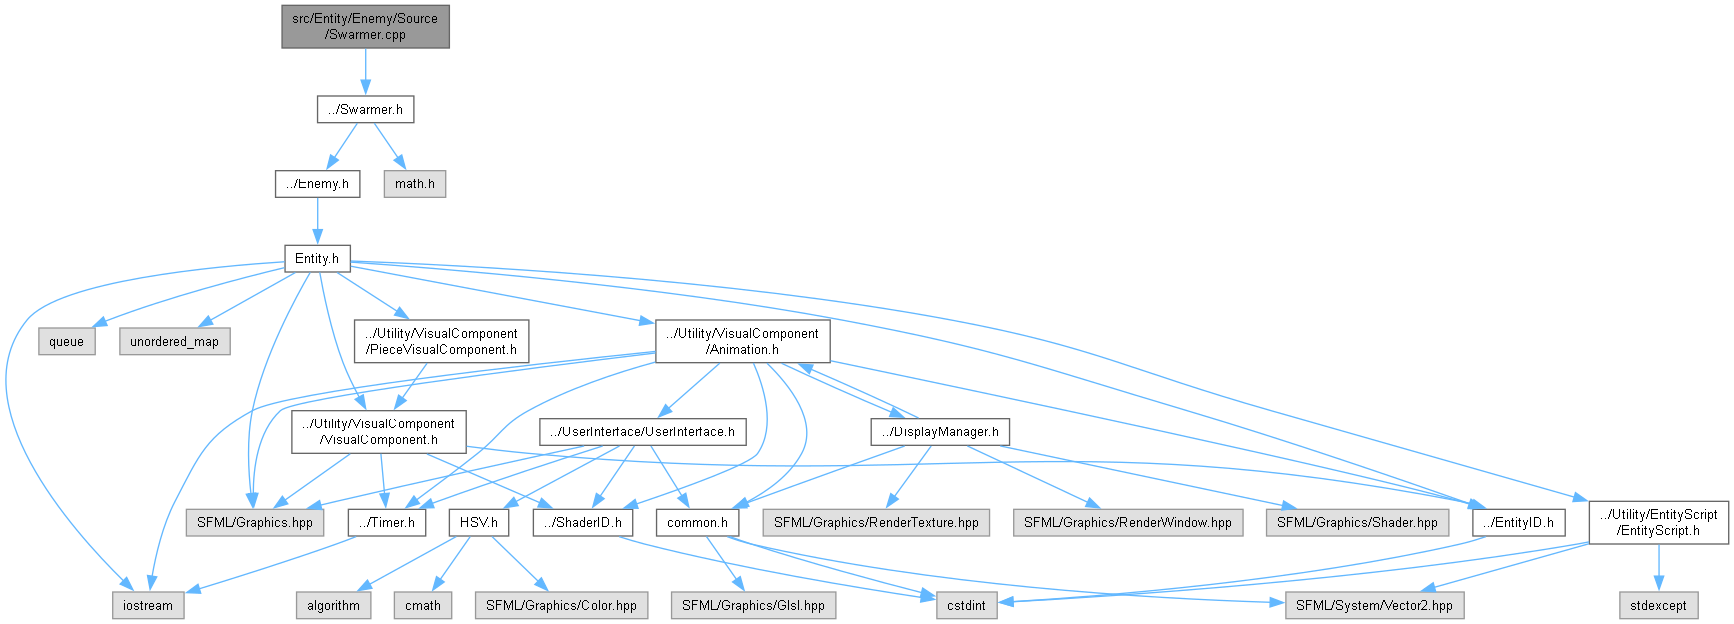 src/Entity/Enemy/Source
/Swarmer.cpp
../Swarmer.h
../Enemy.h
math.h
Entity.h
queue
unordered_map
../Utility/VisualComponent
/PieceVisualComponent.h
../Utility/VisualComponent
/Animation.h
../Utility/VisualComponent
/VisualComponent.h
../UserInterface/UserInterface.h
../DisplayManager.h
SFML/Graphics.hpp
../Timer.h
HSV.h
../ShaderID.h
common.h
SFML/Graphics/RenderTexture.hpp
SFML/Graphics/RenderWindow.hpp
SFML/Graphics/Shader.hpp
../EntityID.h
../Utility/EntityScript
/EntityScript.h
iostream
algorithm
cmath
SFML/Graphics/Color.hpp
SFML/Graphics/Glsl.hpp
cstdint
SFML/System/Vector2.hpp
stdexcept